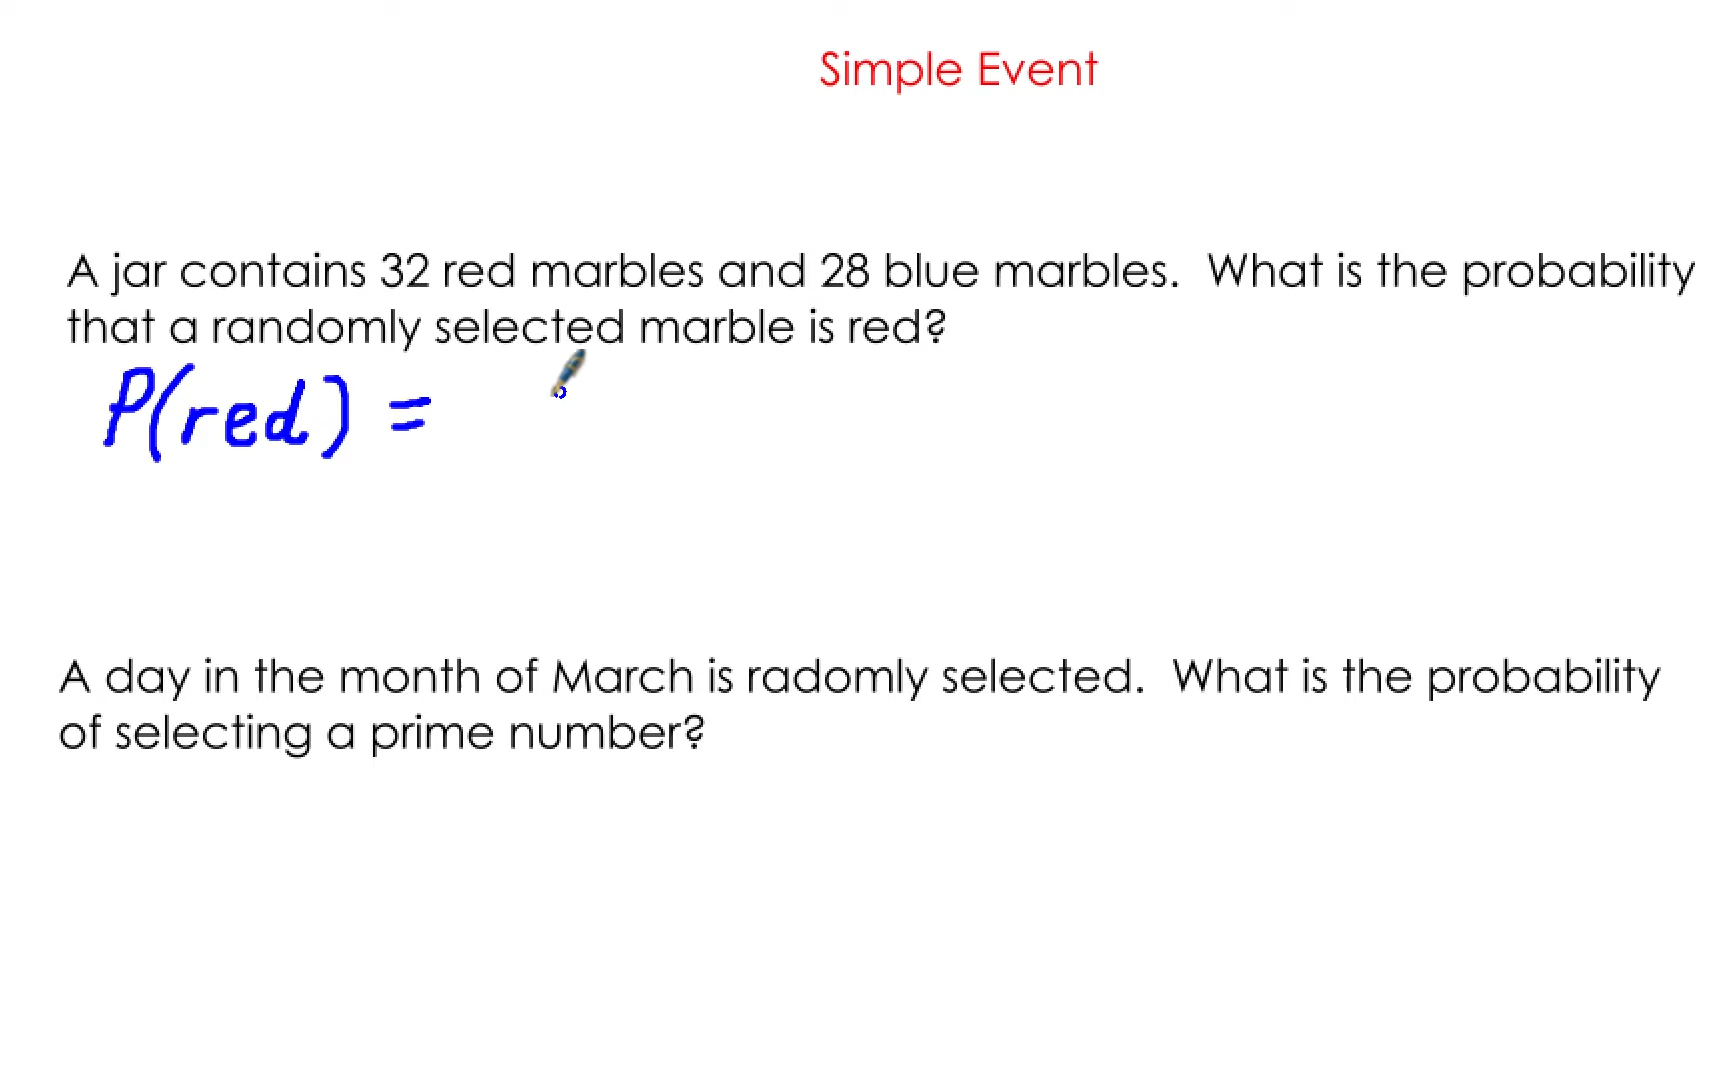 Simple Event
A jar contains 32 red marbles and 28 blue marbles.  What is the probability
that a randomly selected marble is red?
P(red) =
A day in the month of March is radomly selected.  What is the probability
of selecting a prime number?